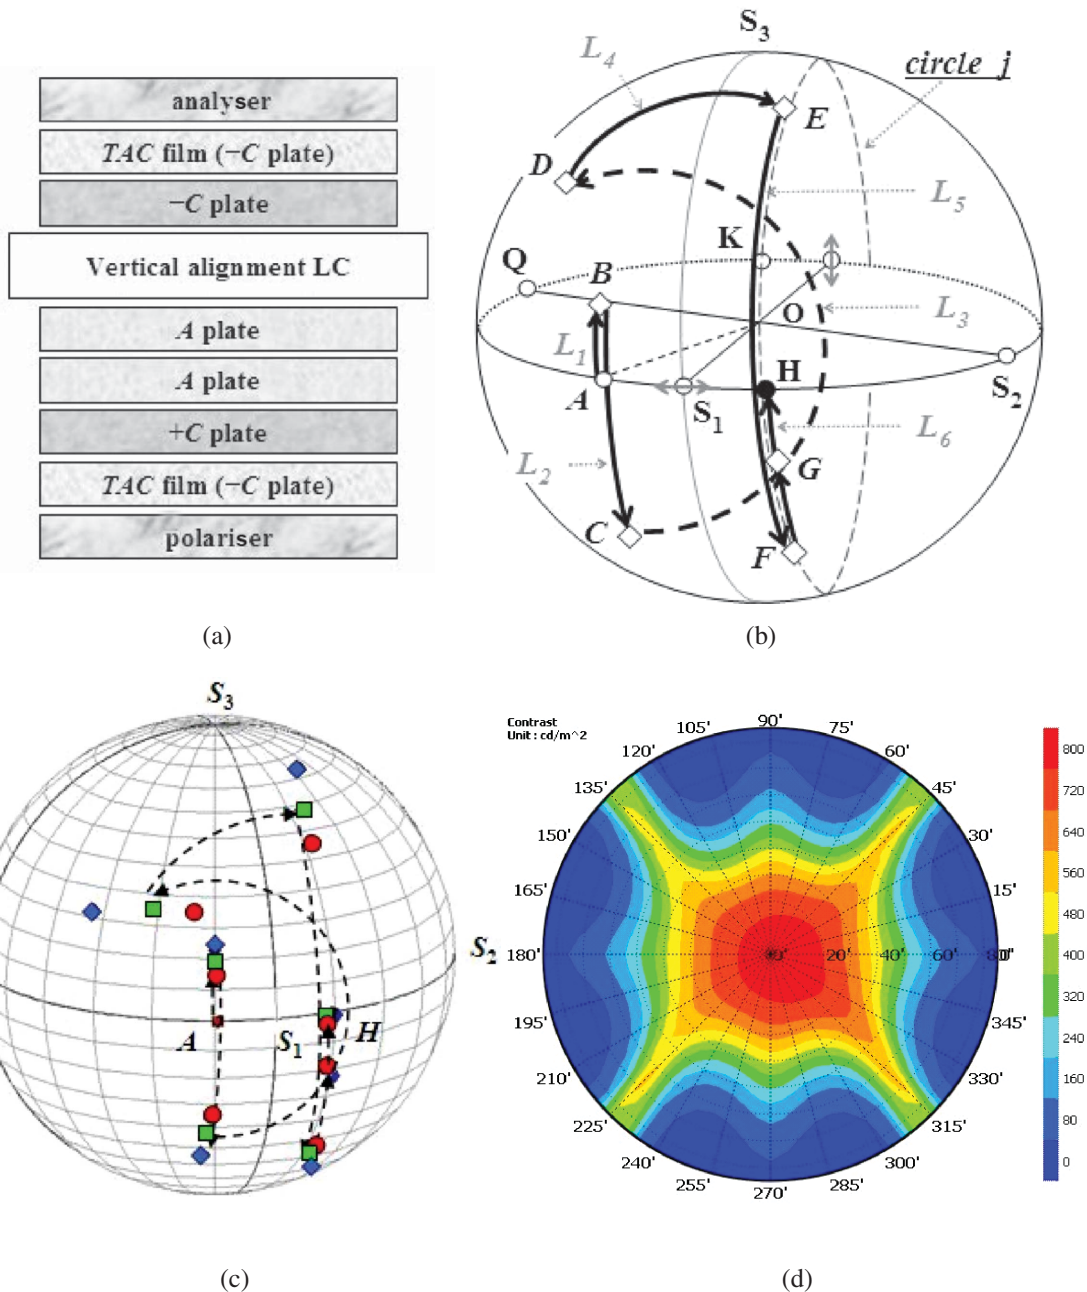 analyser
TAC film (−C plate)
−C plate
Vertical alignment LC
A plate
A plate
+C plate
TAC film (−C plate)
polariser
(a)
S3
L4
circle j
E
D
L5
K
Q
B
O
L3
L1
A
S1
H
S2
L6
L2
G
C
F
(b)
S3
S2
A
S1
H
(c)
Contrast
Unit : cd/m^2
90'
105'
75'
120'
60'
135'
45'
150'
30'
165'
15'
180'
20'
40'
60'
195'
345'
210'
330'
225'
315'
240'
300'
255'
285'
270'
800
720
640
560
480
400
320
280
160
80
0
(d)